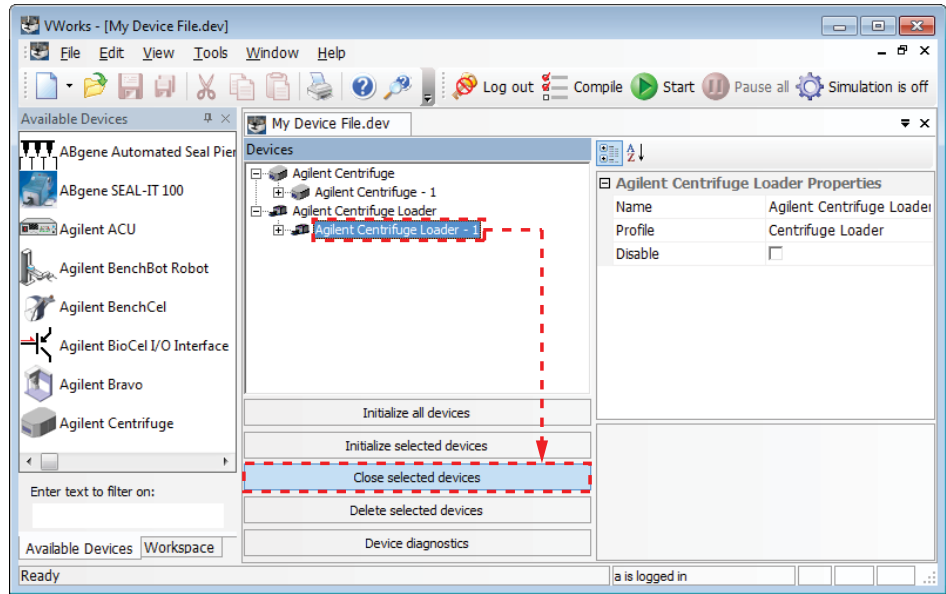 VWorks - [My Device File.dev]
File Edit View Tools Window Help
Log out Compile Start Pause all Simulation is off
Available Devices
ABgene Automated Seal Pier
ABgene SEAL-IT 100
Agilent ACU
Agilent BenchBot Robot
Agilent BenchCel
Agilent BioCel I/O Interface
Agilent Bravo
Agilent Centrifuge
Enter text to filter on:
Available Devices Workspace
My Device File.dev
Devices
Agilent Centrifuge
Agilent Centrifuge - 1
Agilent Centrifuge Loader
Agilent Centrifuge Loader - 1
Initialize all devices
Initialize selected devices
Close selected devices
Delete selected devices
Device diagnostics
Agilent Centrifuge Loader Properties
Name Agilent Centrifuge Loader
Profile Centrifuge Loader
Disable
Ready
a is logged in